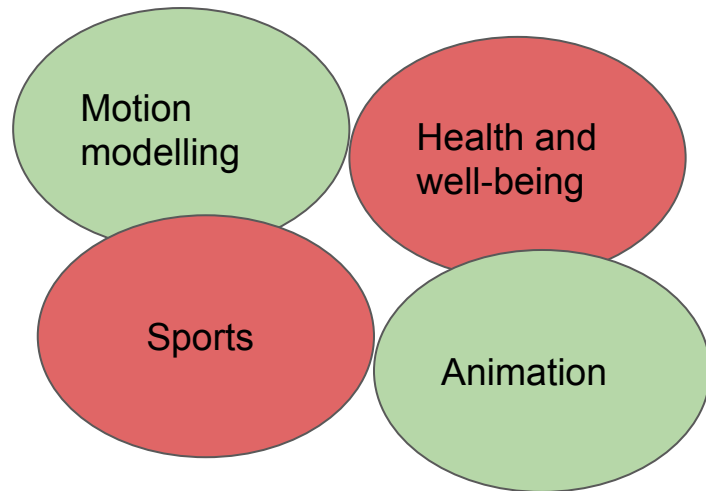 Motion
modelling
Health and
well-being
Sports
Animation